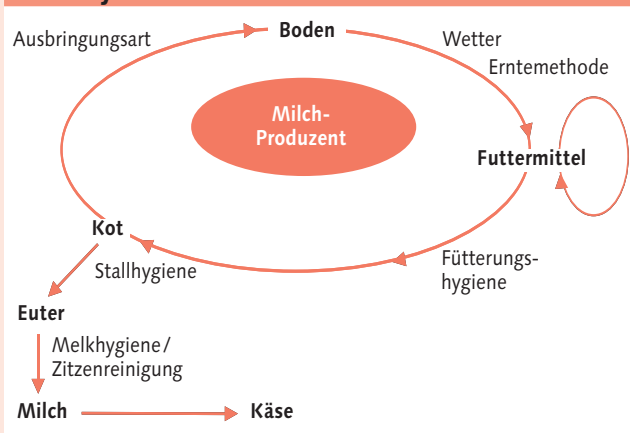 Ausbringungsart
Boden
Wetter
Erntemethode
Milch-
Produzent
Futtermittel
Kot
Stallhygiene
Fütterungs-
hygiene
Euter
Melkhygiene/
Zitzenreinigung
Milch
Käse